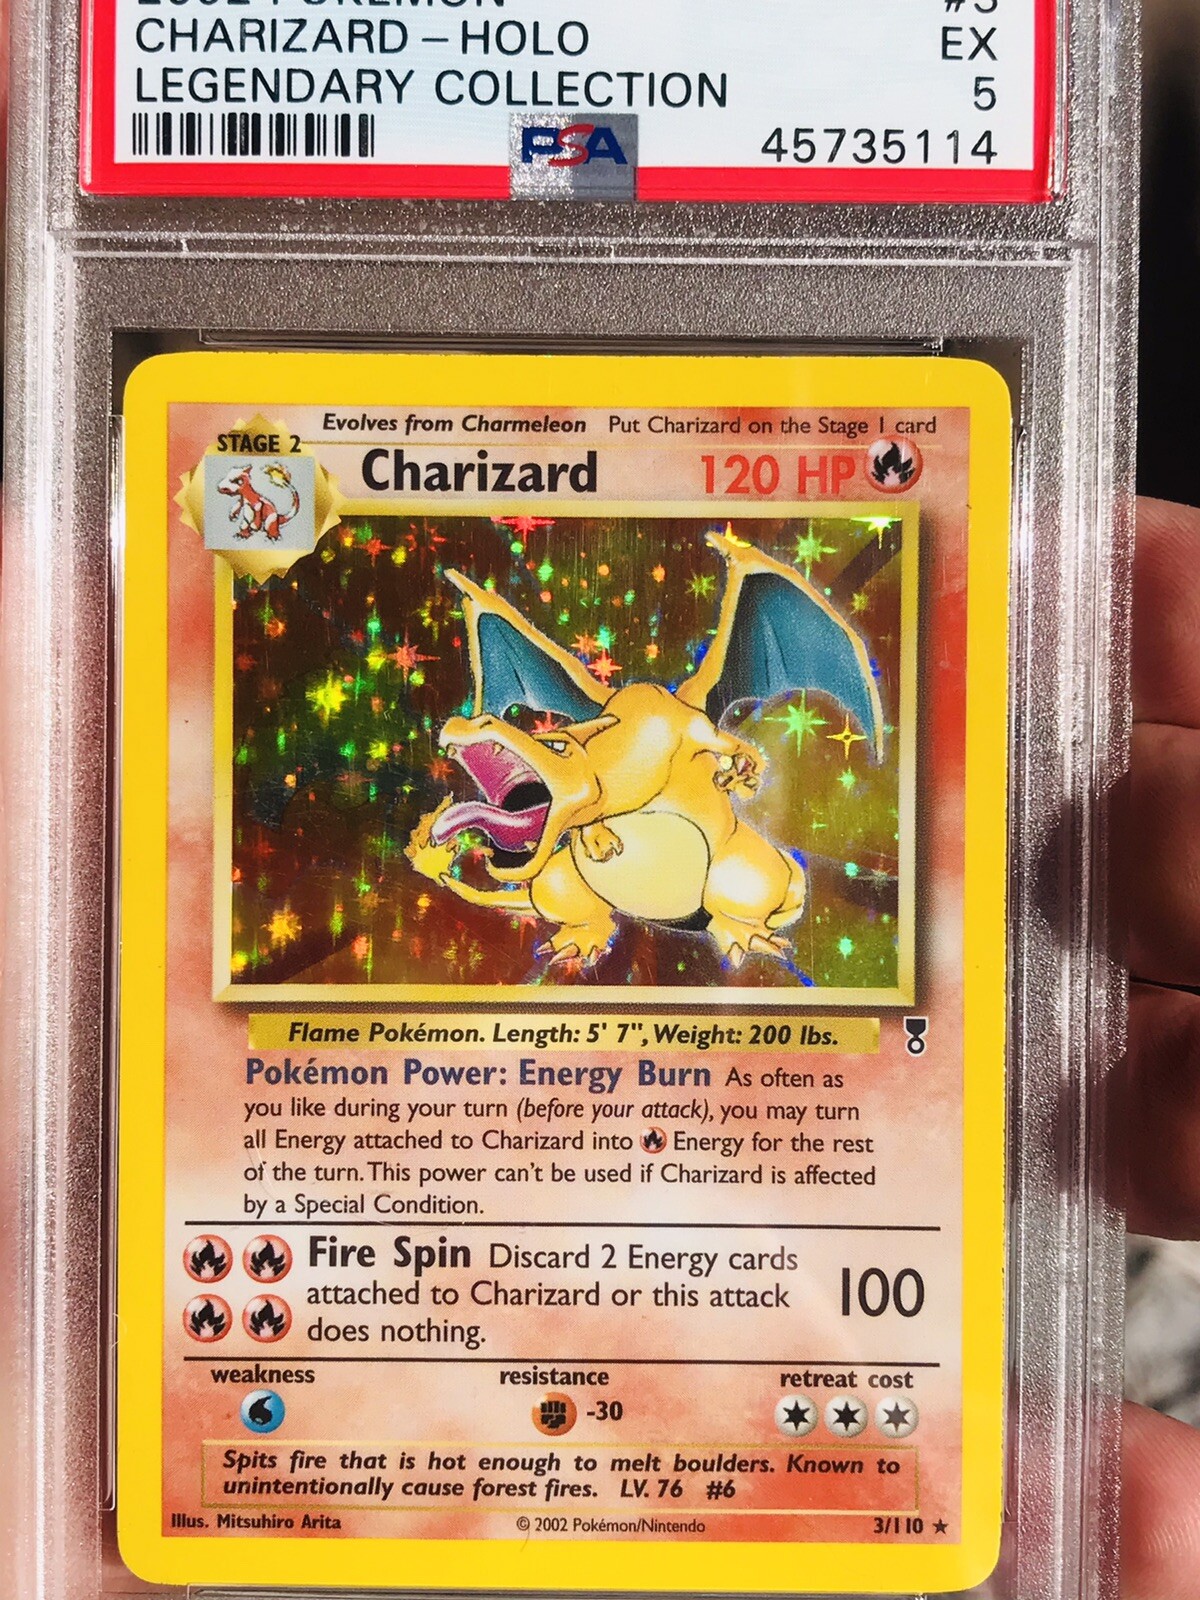 2002 POKEMON #3
CHARIZARD – HOLO EX
LEGENDARY COLLECTION 5
PSA 45735114
Evolves from Charmeleon Put Charizard on the Stage 1 card
STAGE 2
Charizard 120 HP
Flame Pokémon. Length: 5' 7", Weight: 200 lbs.
Pokémon Power: Energy Burn As often as
you like during your turn (before your attack), you may turn
all Energy attached to Charizard into Energy for the rest
of the turn. This power can't be used if Charizard is affected
by a Special Condition.
Fire Spin Discard 2 Energy cards
attached to Charizard or this attack 100
does nothing.
weakness resistance retreat cost
-30
Spits fire that is hot enough to melt boulders. Known to
unintentionally cause forest fires. LV. 76 #6
Illus. Mitsuhiro Arita © 2002 Pokémon/Nintendo 3/110 ★